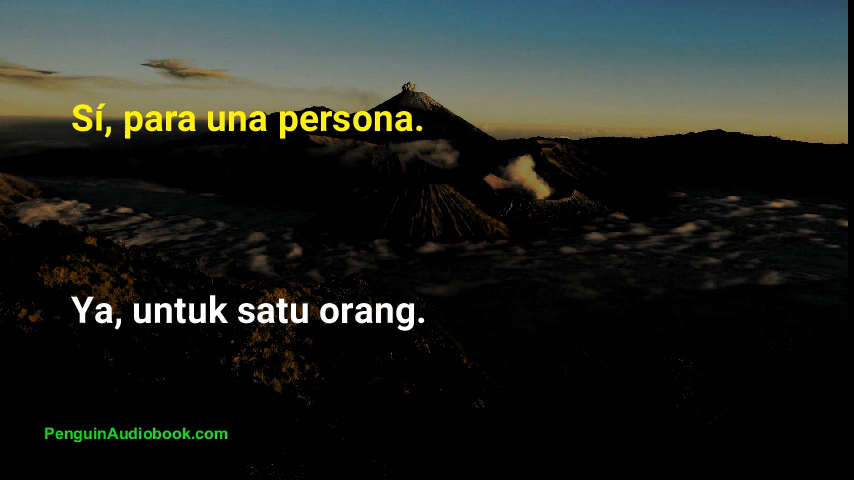 Sí, para una persona.
Ya, untuk satu orang.
PenguinAudiobook.com